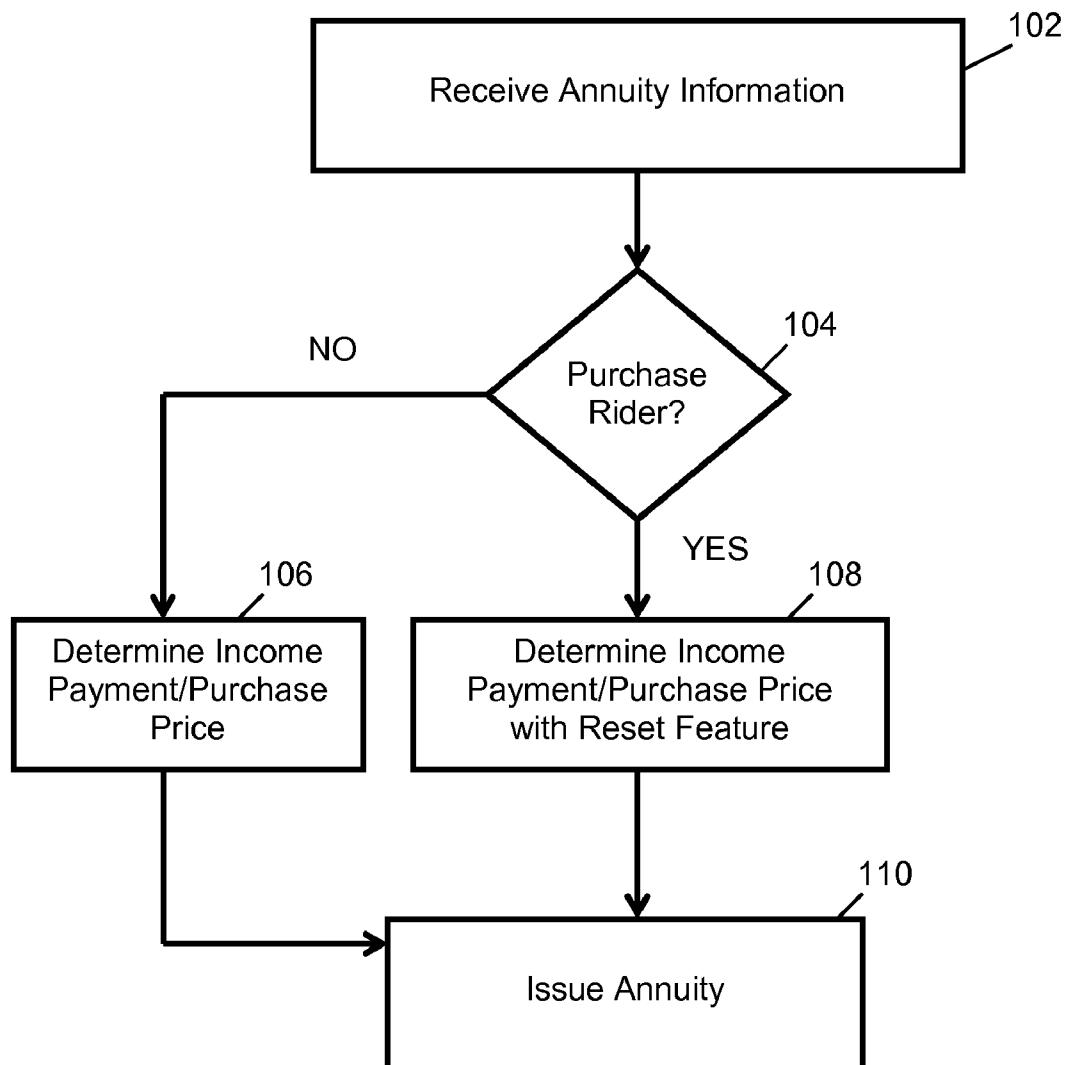 102
Receive Annuity Information
104
NO
Purchase
Rider?
YES
106
108
Determine Income
Payment/Purchase
Price
Determine Income
Payment/Purchase Price
with Reset Feature
110
Issue Annuity